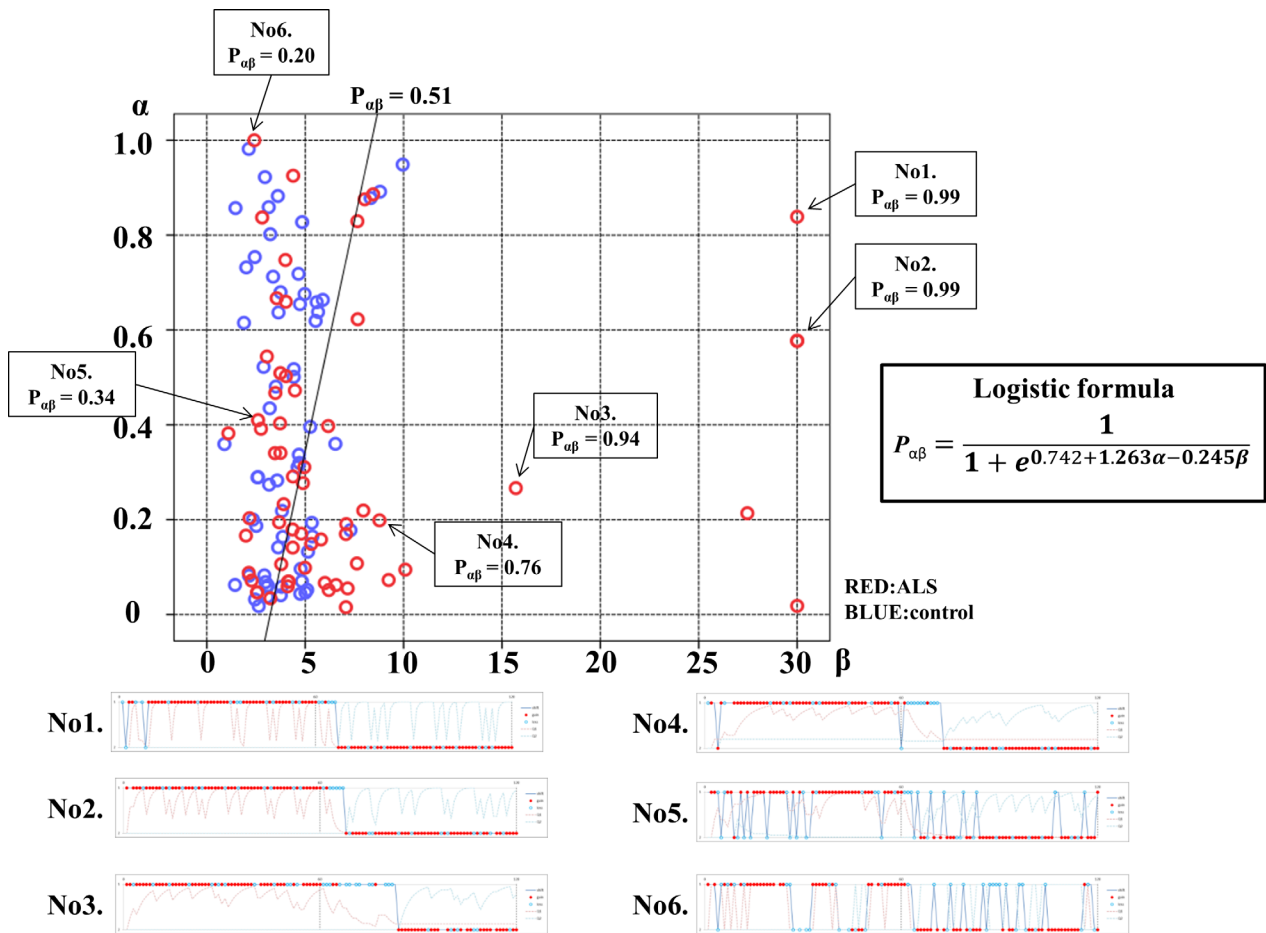 No6.
Pαβ = 0.20
α
Pαβ = 0.51
1.0
0.8
0.6
0.4
0.2
0
0 5 10 15 20 25 30 β
No1.
Pαβ = 0.99
No2.
Pαβ = 0.99
No5.
Pαβ = 0.34
No3.
Pαβ = 0.94
No4.
Pαβ = 0.76
Logistic formula
Pαβ = 1 / 1 + e^0.742+1.263α−0.245β
RED:ALS
BLUE:control
No1.
No2.
No3.
No4.
No5.
No6.